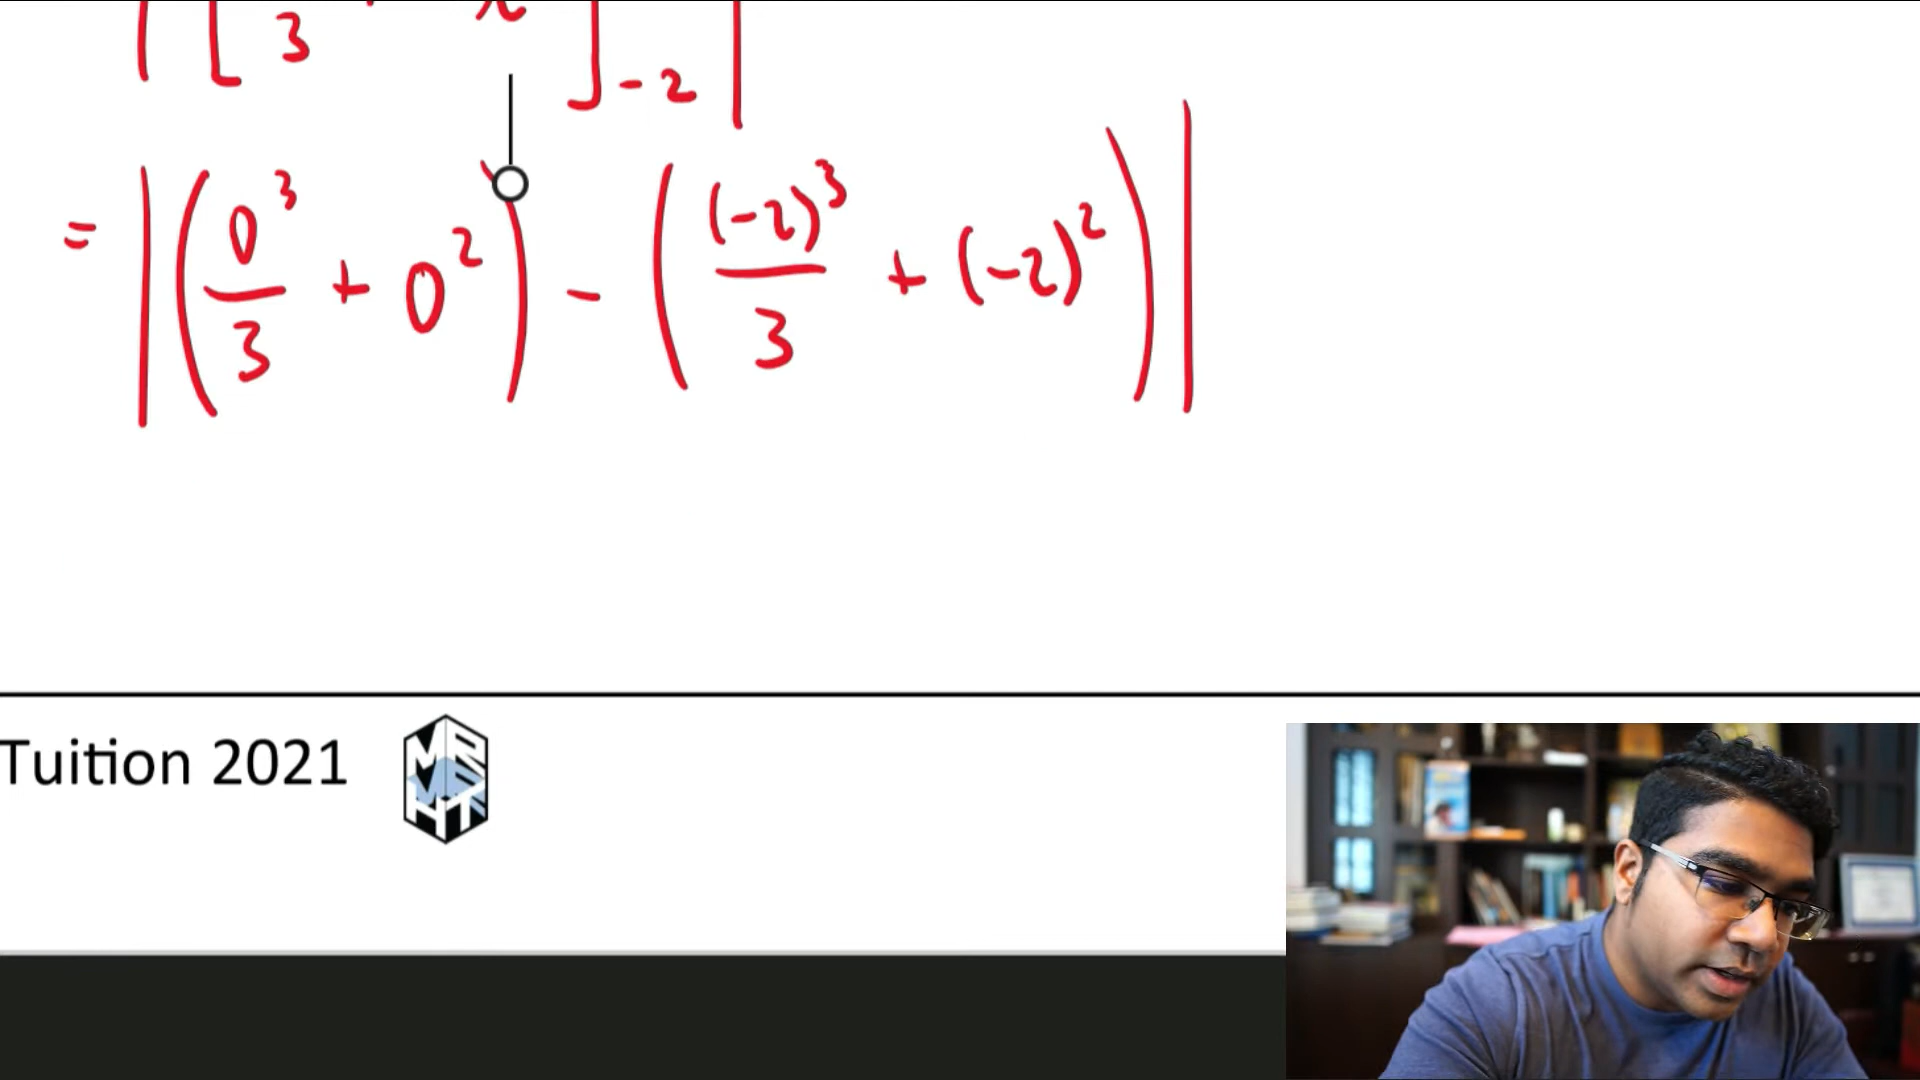 3 ]-2 |
= |(0³/3 + 0²) - ((-2)³/3 + (-2)²)|
Tuition 2021